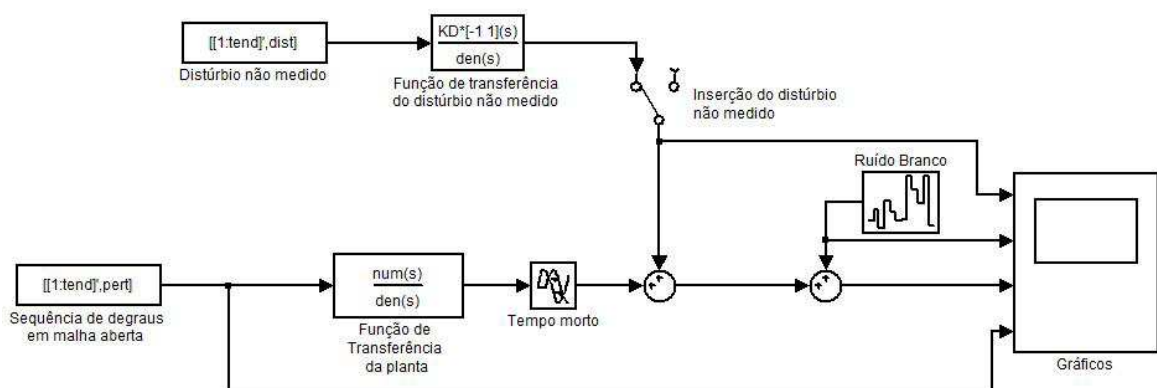 [[1:tend]',dist]
Distúrbio não medido
KD*[-1 1](s)
den(s)
Função de transferência
do distúrbio não medido
Inserção do distúrbio
não medido
Ruído Branco
[[1:tend]',pert]
Sequência de degraus
em malha aberta
num(s)
den(s)
Função de
Transferência
da planta
Tempo morto
Gráficos